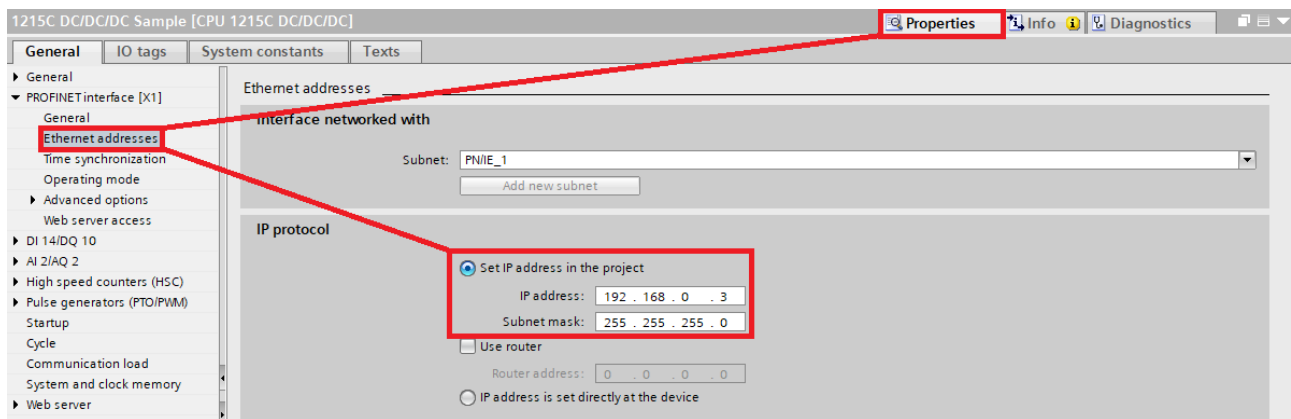 1215C DC/DC/DC Sample [CPU 1215C DC/DC/DC]
Properties
Info
Diagnostics
General
IO tags
System constants
Texts
General
PROFINET interface [X1]
General
Ethernet addresses
Time synchronization
Operating mode
Advanced options
Web server access
DI 14/DQ 10
AI 2/AQ 2
High speed counters (HSC)
Pulse generators (PTO/PWM)
Startup
Cycle
Communication load
System and clock memory
Web server
Ethernet addresses
Interface networked with
Subnet: PN/IE_1
Add new subnet
IP protocol
Set IP address in the project
IP address: 192 . 168 . 0 . 3
Subnet mask: 255 . 255 . 255 . 0
Use router
Router address: 0 . 0 . 0 . 0
IP address is set directly at the device